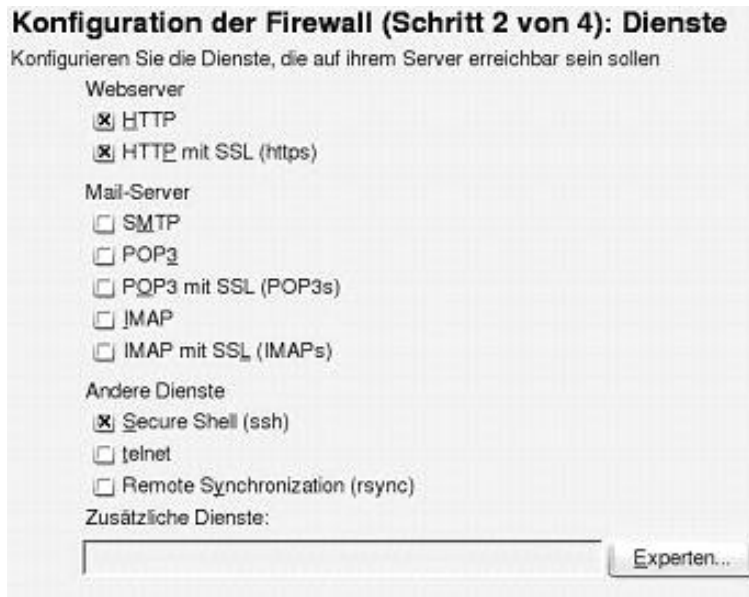 Konfiguration der Firewall (Schritt 2 von 4): Dienste
Konfigurieren Sie die Dienste, die auf ihrem Server erreichbar sein sollen
Webserver
HTTP
HTTP mit SSL (https)
Mail-Server
SMTP
POP3
POP3 mit SSL (POP3s)
IMAP
IMAP mit SSL (IMAPs)
Andere Dienste
Secure Shell (ssh)
telnet
Remote Synchronization (rsync)
Zusätzliche Dienste:
Experten...